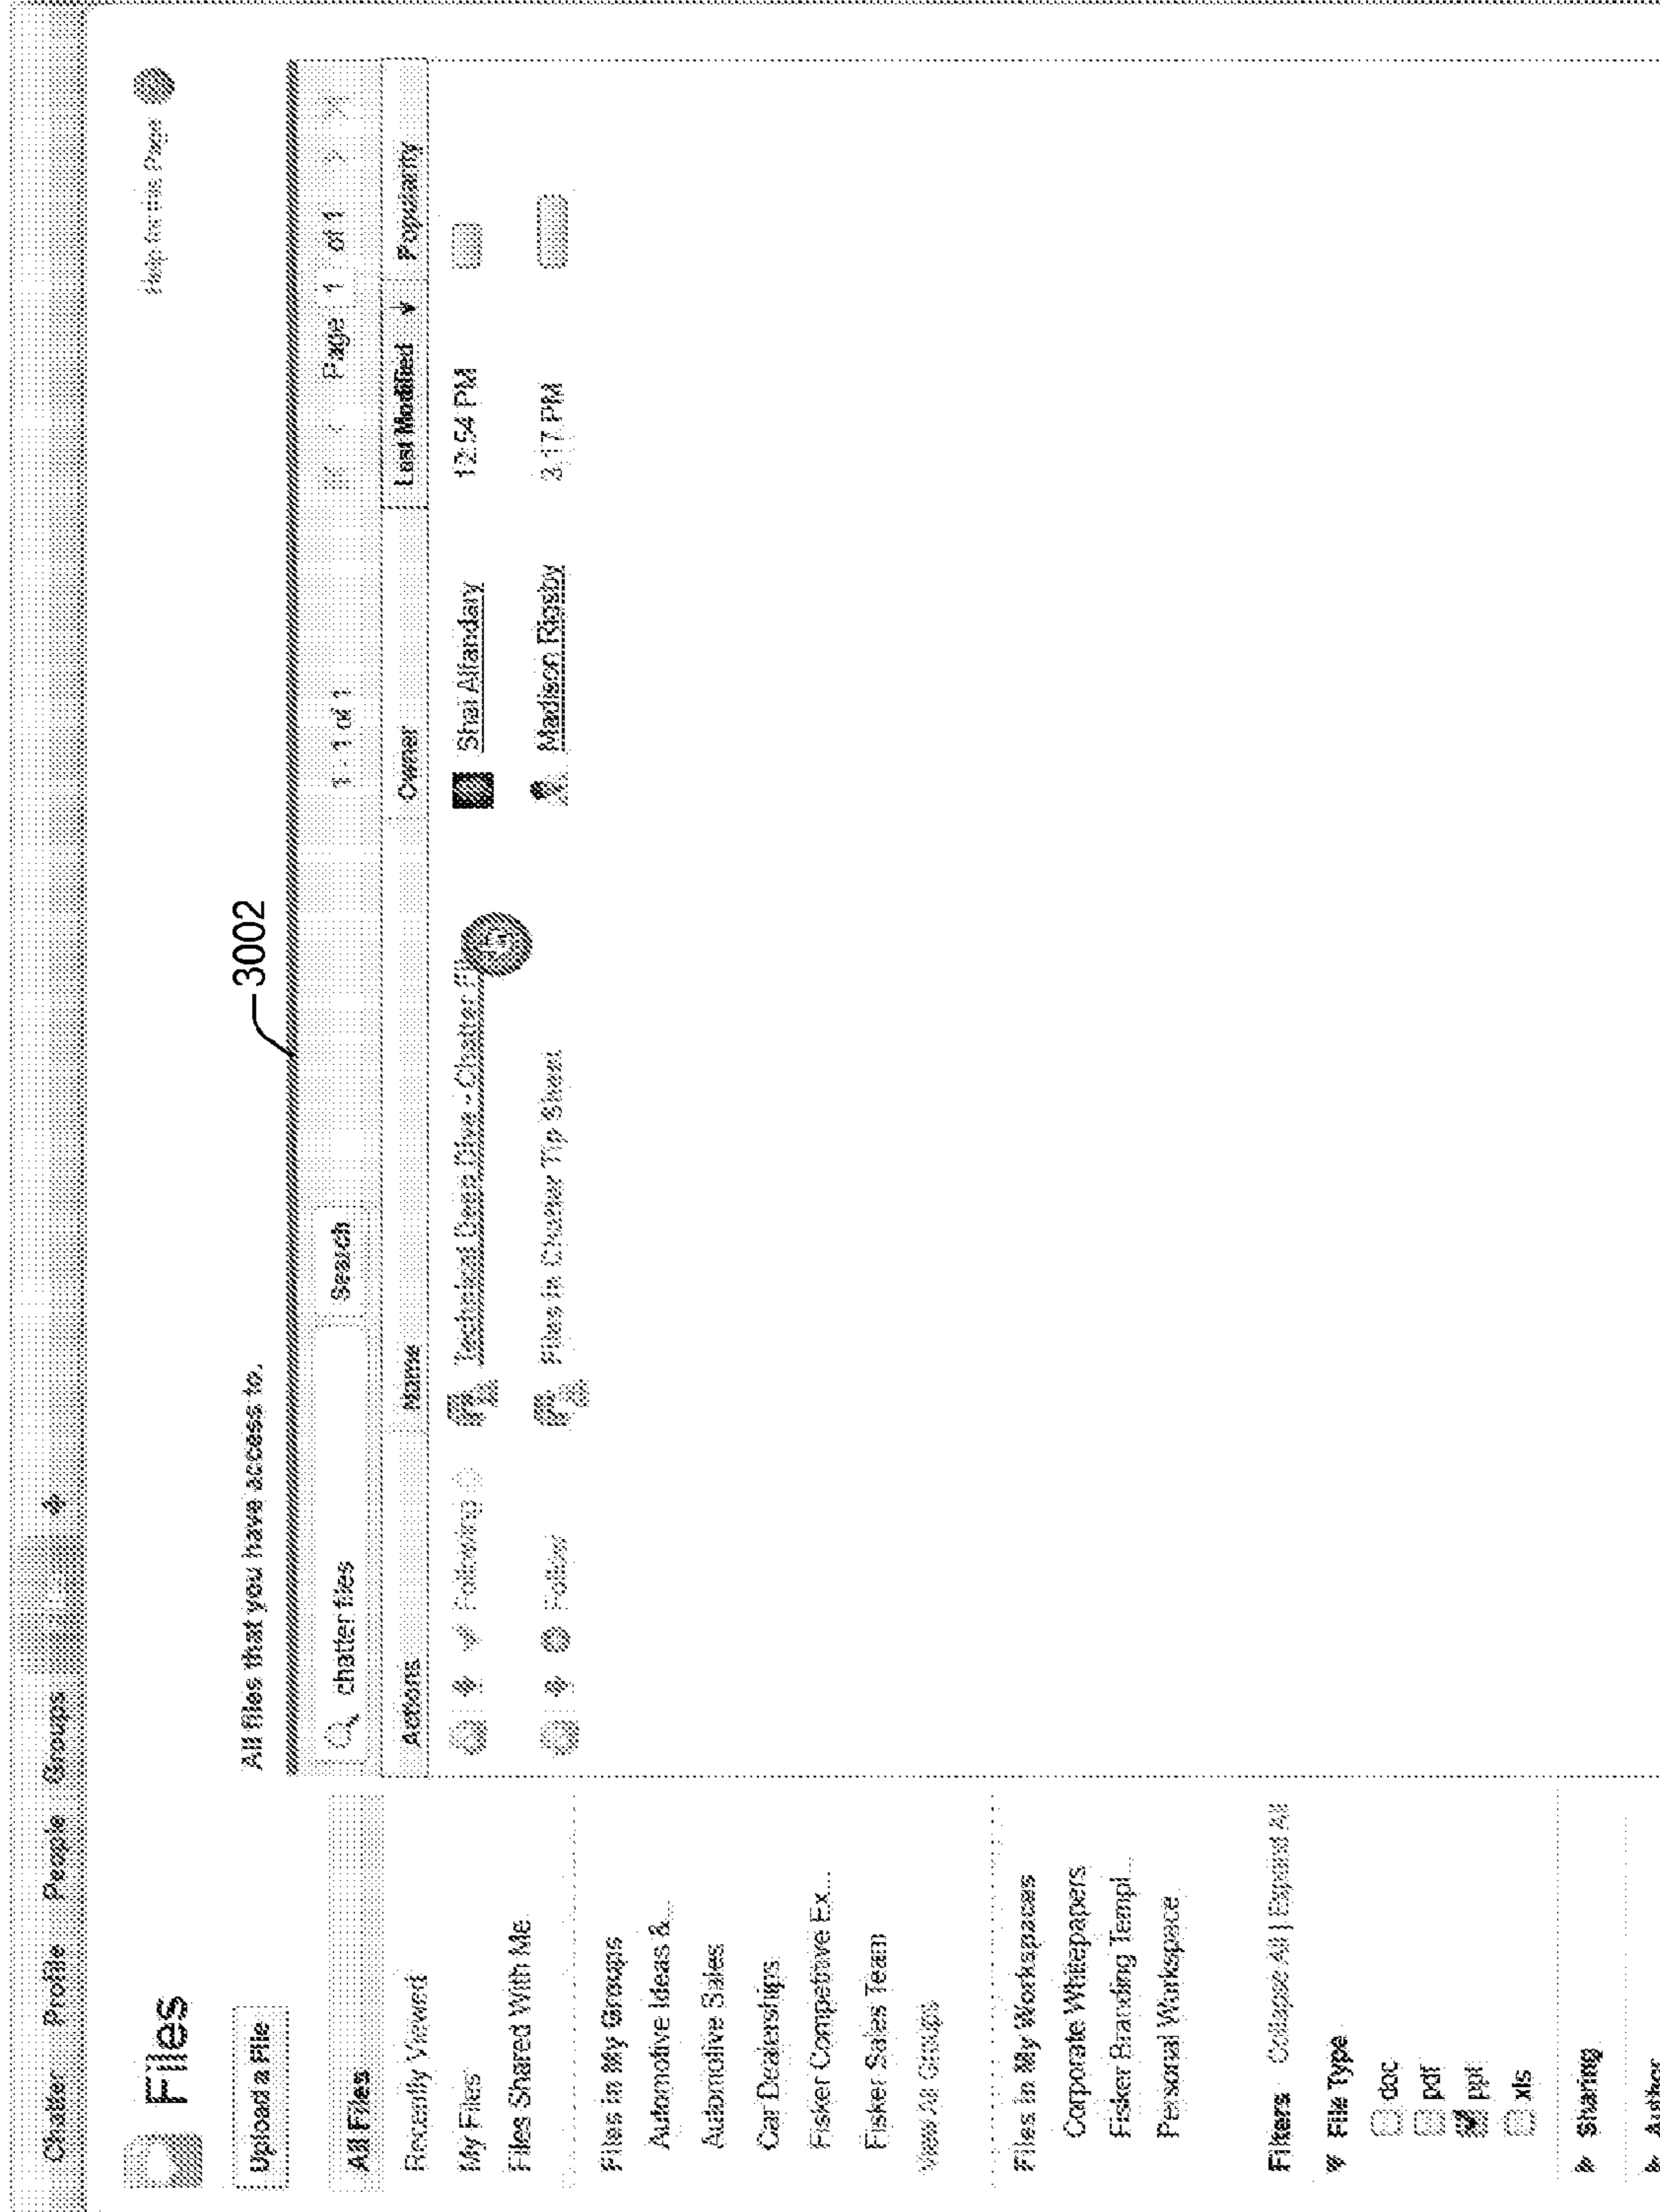 Chatter Profile People Groups
Files
Help for this Page
Upload a File
All files that you have access to.
3002
All Files
Recently Viewed
My Files
Files Shared With Me
Files in My Groups
Automotive Ideas &...
Automotive Sales
Car Dealerships
Fisker Competitive Ex...
Fisker Sales Team
View All Groups
Files in My Workspaces
Corporate Whitepapers
Fisker Branding Templ...
Personal Workspace
Filters Collapse All | Expand All
File Type
doc
pdf
ppt
xls
Sharing
Author
chatter files Search 1 - 1 of 1 Page 1 of 1
Actions Name Owner Last Modified Popularity
Following Technical Deep Dive - Chatter Shai Alfandary 12:54 PM
Follow Files in Chatter Tip Sheet Madison Rigsby 3:17 PM